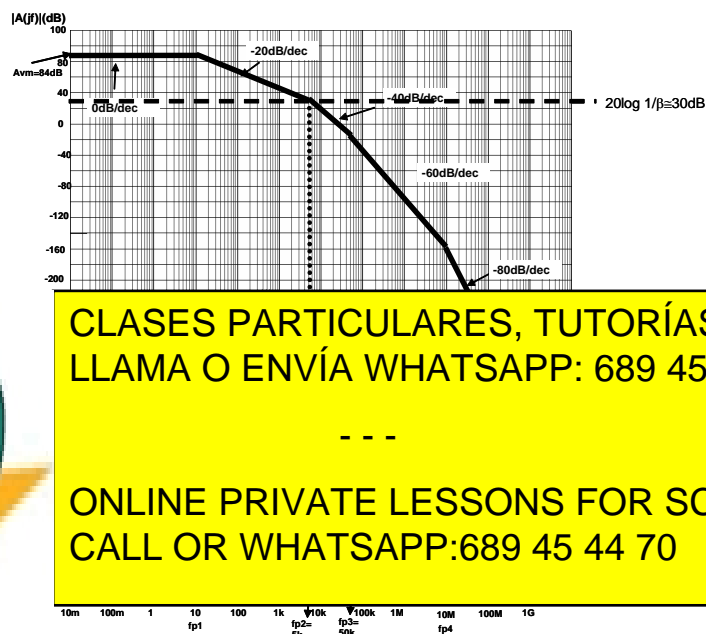 |A(jf)|(dB)
100
80
Avm=84dB
40
0
-40
-80
-120
-160
-200
-20dB/dec
0dB/dec
-40dB/dec
20log 1/β≅30dB
-60dB/dec
-80dB/dec
CLASES PARTICULARES, TUTORÍAS
LLAMA O ENVÍA WHATSAPP: 689 45
- - -
ONLINE PRIVATE LESSONS FOR SC
CALL OR WHATSAPP:689 45 44 70
10m 100m 1 10 100 1k 10k 100k 1M 10M 100M 1G
fp1 fp2= fp3= fp4
5k 50k